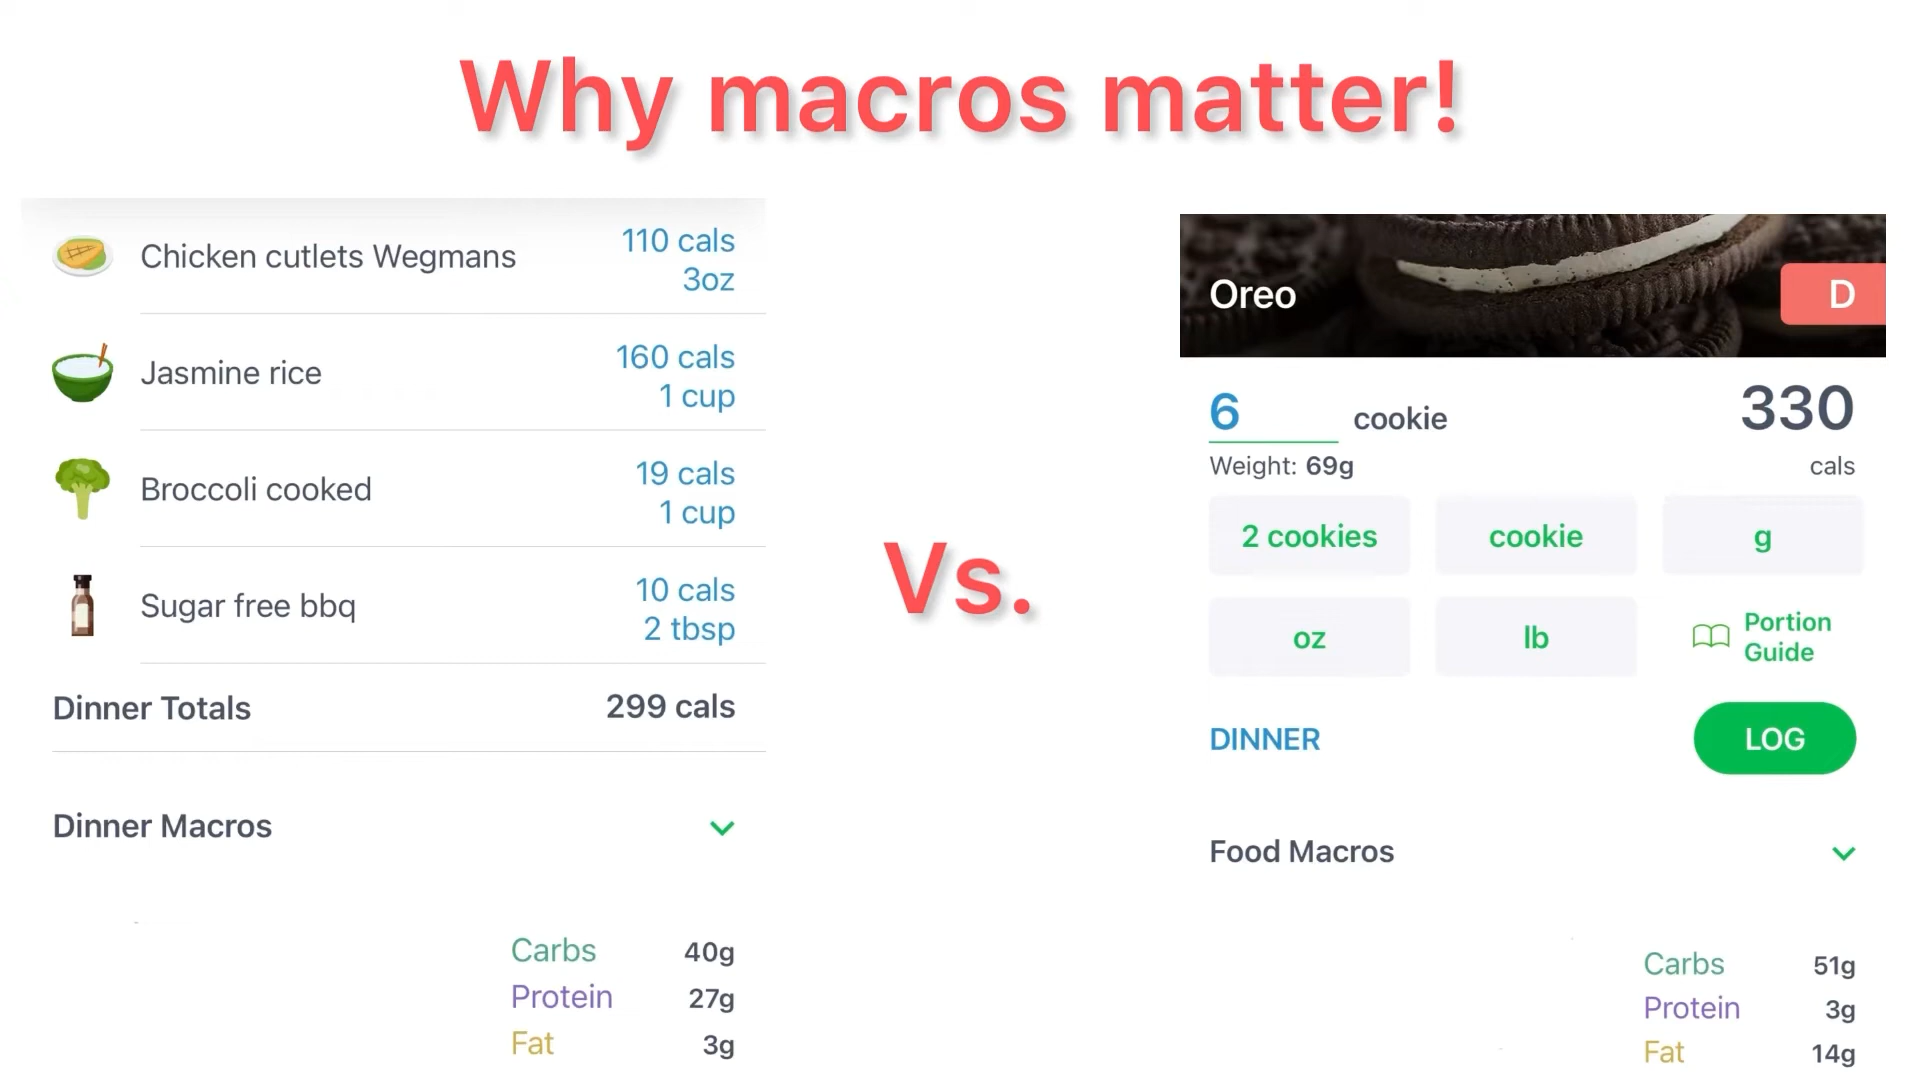 Why macros matter!
Chicken cutlets Wegmans
110 cals
3oz
Jasmine rice
160 cals
1 cup
Broccoli cooked
19 cals
1 cup
Sugar free bbq
10 cals
2 tbsp
Dinner Totals
299 cals
Dinner Macros
Carbs 40g
Protein 27g
Fat 3g
Vs.
Oreo
D
6 cookie
330
Weight: 69g
cals
2 cookies
cookie
g
oz
lb
Portion
Guide
DINNER
LOG
Food Macros
Carbs 51g
Protein 3g
Fat 14g